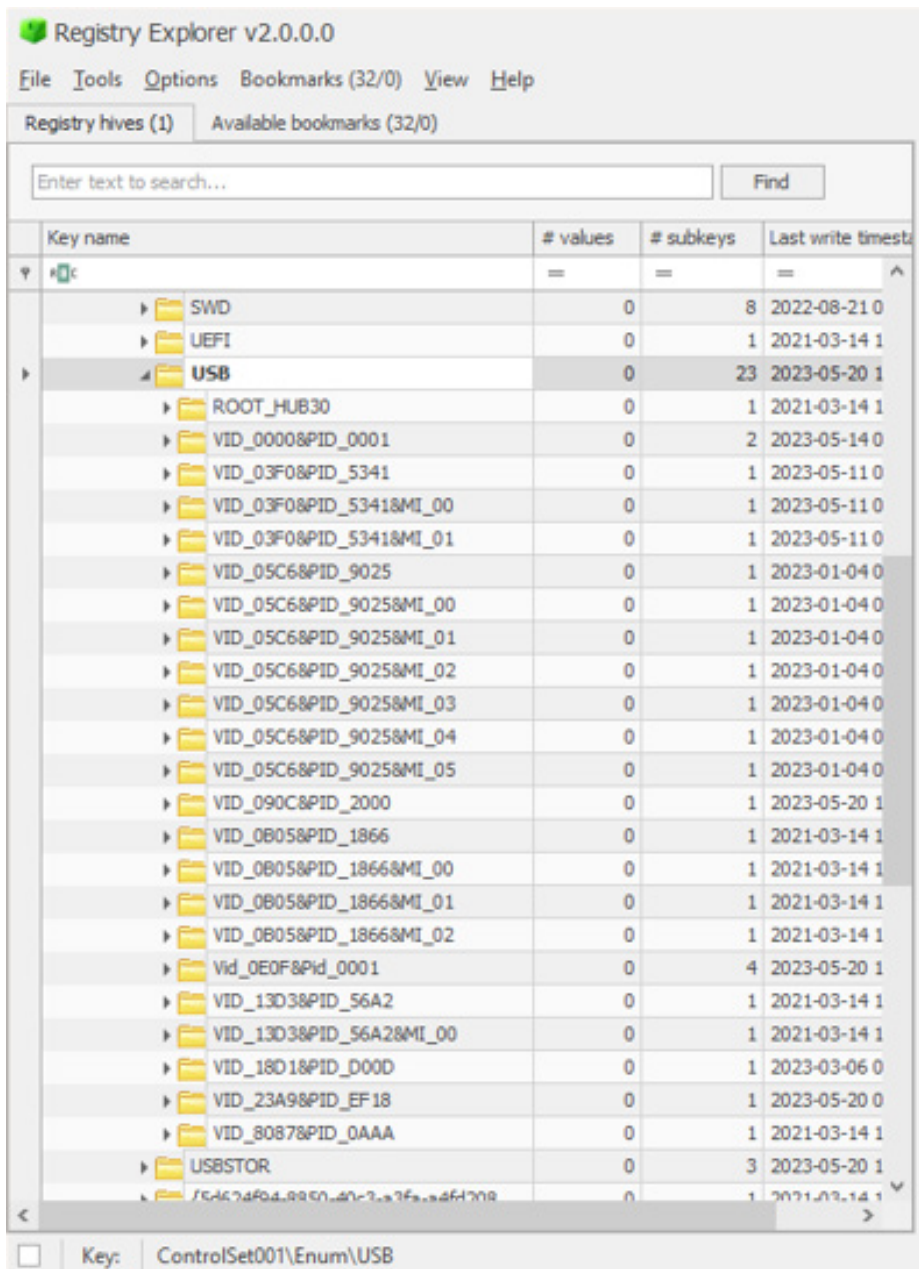 Registry Explorer v2.0.0.0
File Tools Options Bookmarks (32/0) View Help
Registry hives (1) Available bookmarks (32/0)
Enter text to search... Find
Key name # values # subkeys Last write timesta
= = =
SWD 0 8 2022-08-21 0
UEFI 0 1 2021-03-14 1
USB 0 23 2023-05-20 1
ROOT_HUB30 0 1 2021-03-14 1
VID_0000&PID_0001 0 2 2023-05-14 0
VID_03F0&PID_5341 0 1 2023-05-11 0
VID_03F0&PID_5341&MI_00 0 1 2023-05-11 0
VID_03F0&PID_5341&MI_01 0 1 2023-05-11 0
VID_05C6&PID_9025 0 1 2023-01-04 0
VID_05C6&PID_9025&MI_00 0 1 2023-01-04 0
VID_05C6&PID_9025&MI_01 0 1 2023-01-04 0
VID_05C6&PID_9025&MI_02 0 1 2023-01-04 0
VID_05C6&PID_9025&MI_03 0 1 2023-01-04 0
VID_05C6&PID_9025&MI_04 0 1 2023-01-04 0
VID_05C6&PID_9025&MI_05 0 1 2023-01-04 0
VID_090C&PID_2000 0 1 2023-05-20 1
VID_0B05&PID_1866 0 1 2021-03-14 1
VID_0B05&PID_1866&MI_00 0 1 2021-03-14 1
VID_0B05&PID_1866&MI_01 0 1 2021-03-14 1
VID_0B05&PID_1866&MI_02 0 1 2021-03-14 1
Vid_0E0F&Pid_0001 0 4 2023-05-20 1
VID_13D3&PID_56A2 0 1 2021-03-14 1
VID_13D3&PID_56A2&MI_00 0 1 2021-03-14 1
VID_18D1&PID_D00D 0 1 2023-03-06 0
VID_23A9&PID_EF18 0 1 2023-05-20 0
VID_8087&PID_0AAA 0 1 2021-03-14 1
USBSTOR 0 3 2023-05-20 1
{5d624f94-8850-40c3-a3fa-a4fd208 0 1 2021-03-14 1
Key: ControlSet001\Enum\USB